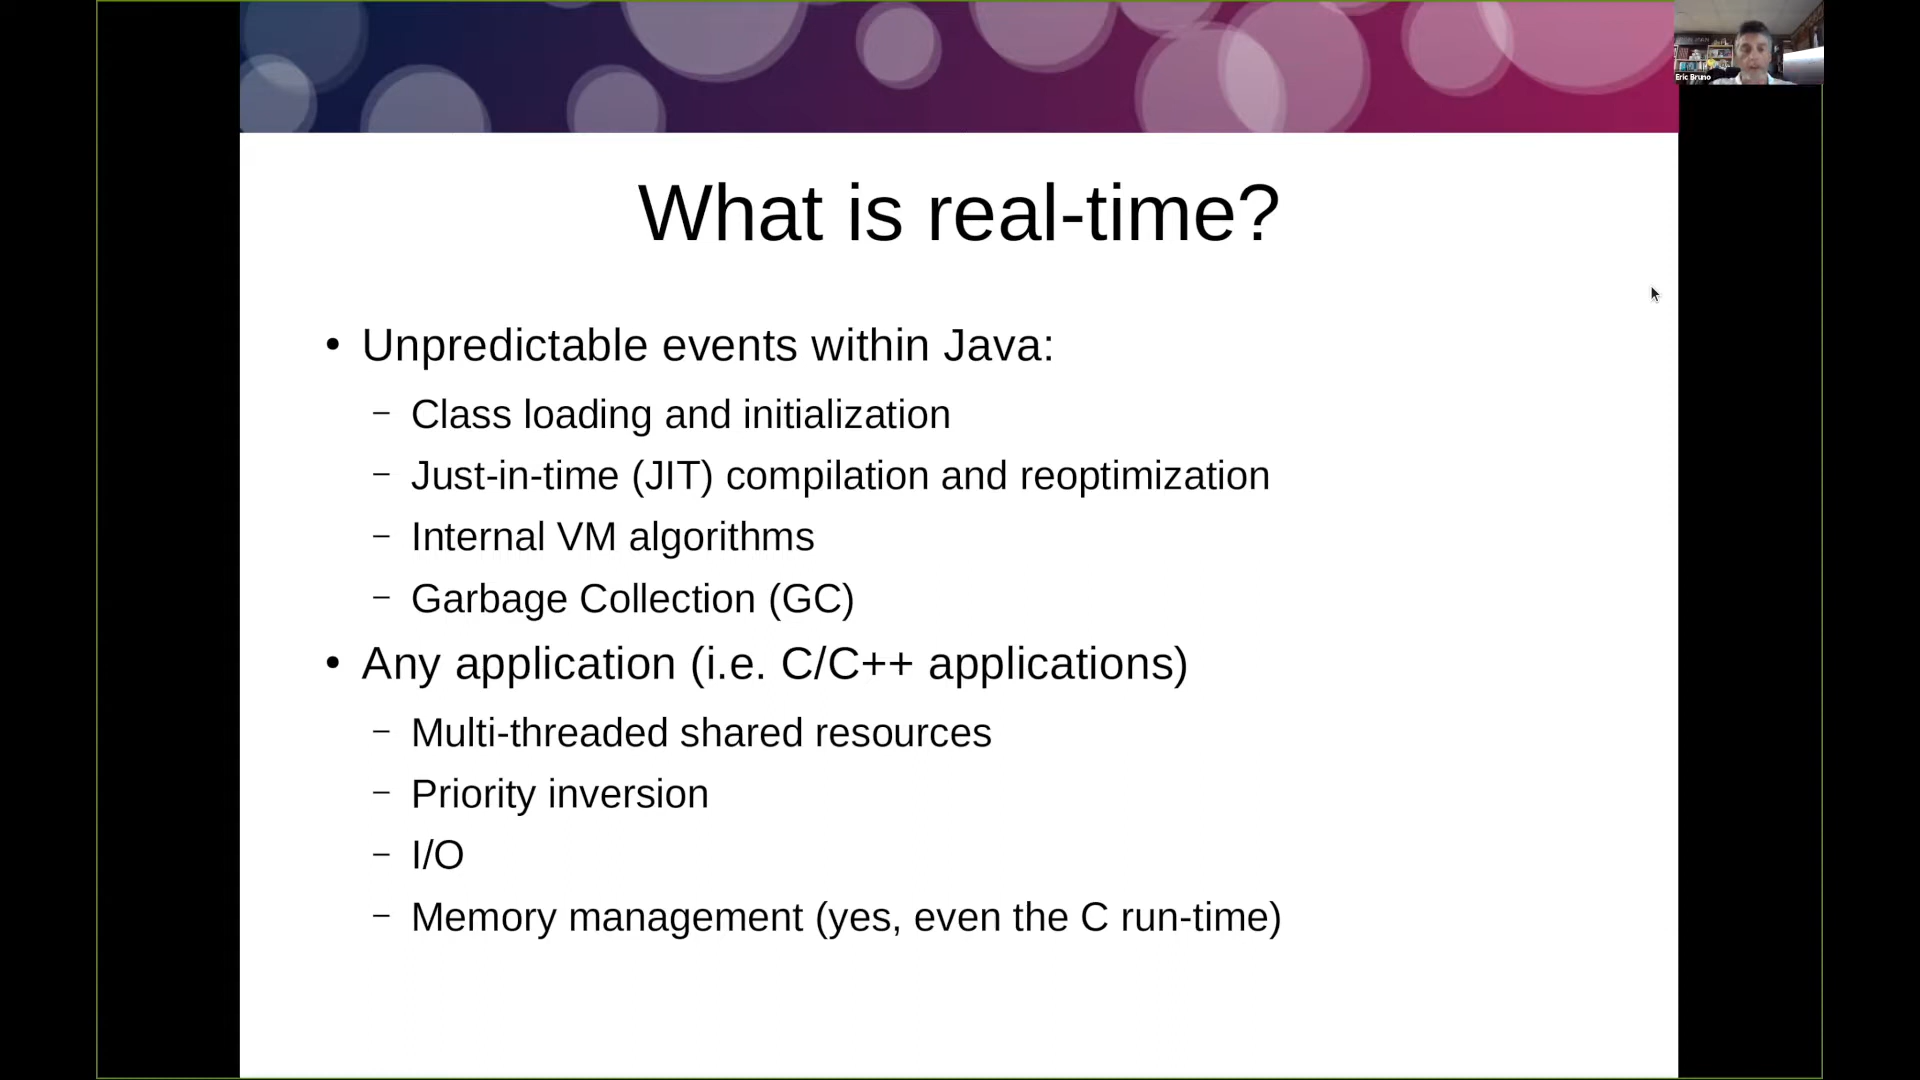 Eric Bruno
What is real-time?
• Unpredictable events within Java:
– Class loading and initialization
– Just-in-time (JIT) compilation and reoptimization
– Internal VM algorithms
– Garbage Collection (GC)
• Any application (i.e. C/C++ applications)
– Multi-threaded shared resources
– Priority inversion
– I/O
– Memory management (yes, even the C run-time)